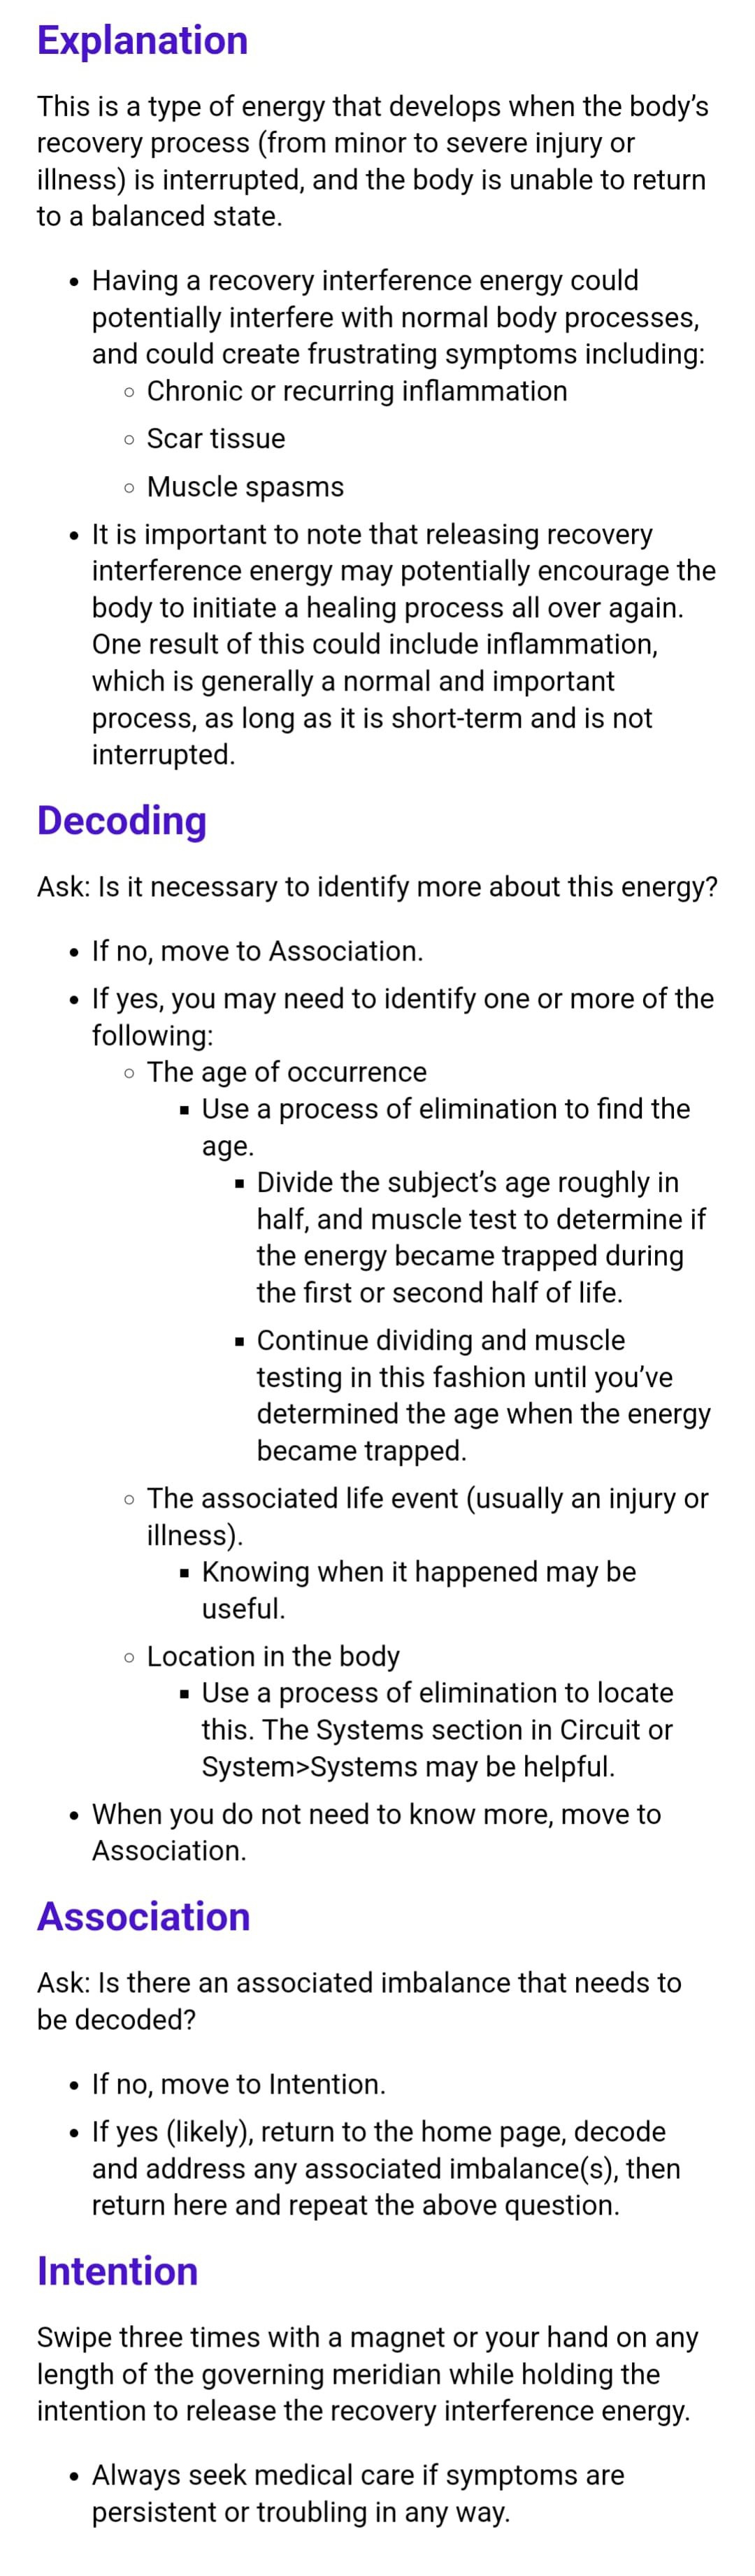 Explanation
This is a type of energy that develops when the body’s
recovery process (from minor to severe injury or
illness) is interrupted, and the body is unable to return
to a balanced state.
• Having a recovery interference energy could
potentially interfere with normal body processes,
and could create frustrating symptoms including:
◦ Chronic or recurring inflammation
◦ Scar tissue
◦ Muscle spasms
• It is important to note that releasing recovery
interference energy may potentially encourage the
body to initiate a healing process all over again.
One result of this could include inflammation,
which is generally a normal and important
process, as long as it is short-term and is not
interrupted.
Decoding
Ask: Is it necessary to identify more about this energy?
• If no, move to Association.
• If yes, you may need to identify one or more of the
following:
◦ The age of occurrence
▪ Use a process of elimination to find the
age.
▪ Divide the subject’s age roughly in
half, and muscle test to determine if
the energy became trapped during
the first or second half of life.
▪ Continue dividing and muscle
testing in this fashion until you’ve
determined the age when the energy
became trapped.
◦ The associated life event (usually an injury or
illness).
▪ Knowing when it happened may be
useful.
◦ Location in the body
▪ Use a process of elimination to locate
this. The Systems section in Circuit or
System>Systems may be helpful.
• When you do not need to know more, move to
Association.
Association
Ask: Is there an associated imbalance that needs to
be decoded?
• If no, move to Intention.
• If yes (likely), return to the home page, decode
and address any associated imbalance(s), then
return here and repeat the above question.
Intention
Swipe three times with a magnet or your hand on any
length of the governing meridian while holding the
intention to release the recovery interference energy.
• Always seek medical care if symptoms are
persistent or troubling in any way.